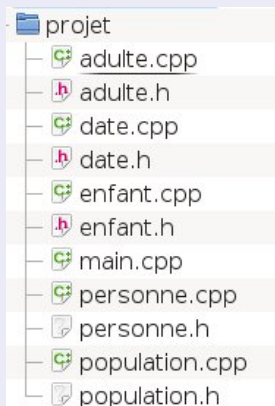 projet
adulte.cpp
adulte.h
date.cpp
date.h
enfant.cpp
enfant.h
main.cpp
personne.cpp
personne.h
population.cpp
population.h